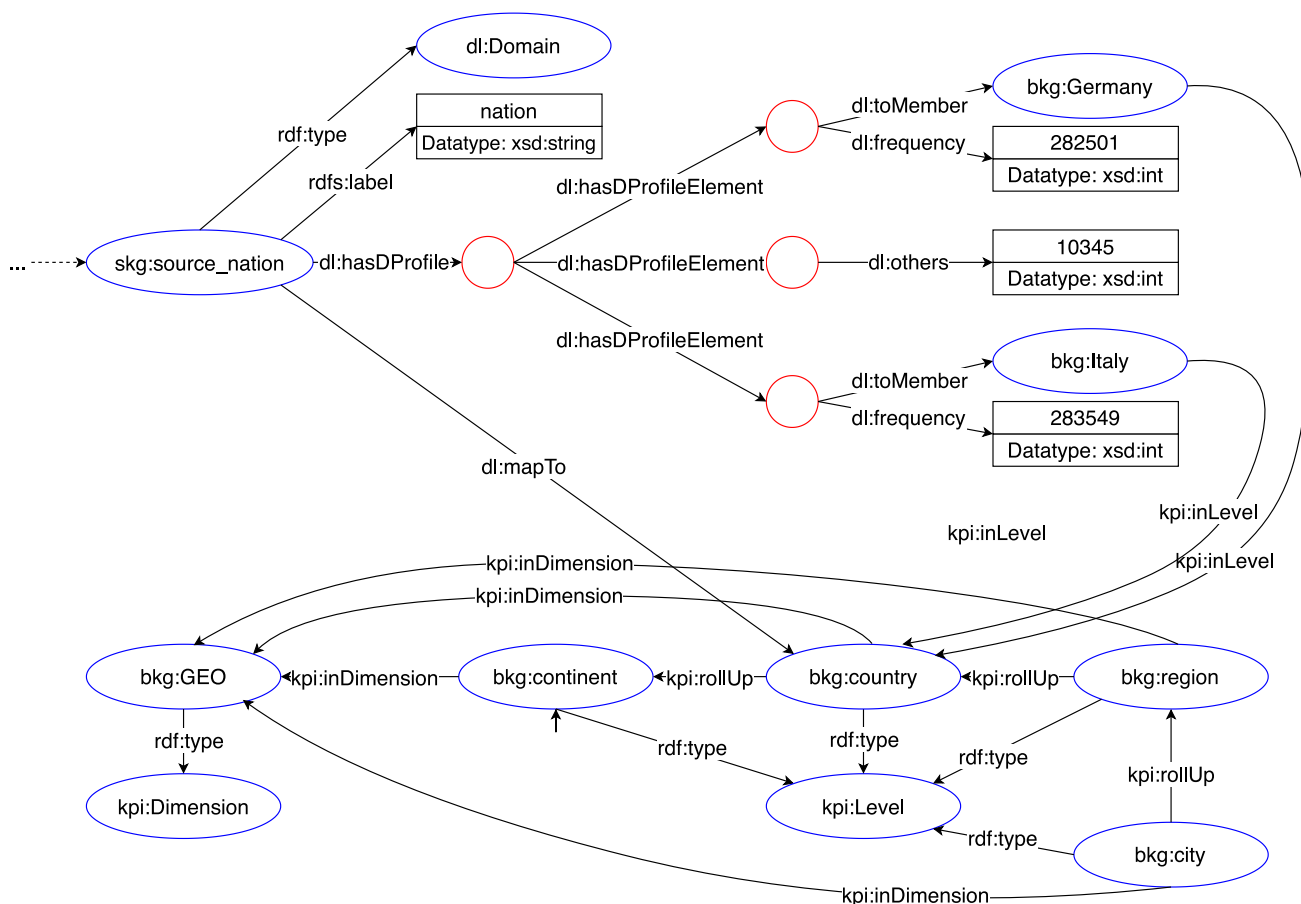 dl:Domain
bkg:Germany
dl:toMember
nation
rdf:type
Datatype: xsd:string
dl:frequency
282501
Datatype: xsd:int
rdfs:label
dl:hasDProfileElement
10345
... skg:source_nation dl:hasDProfile dl:hasDProfileElement dl:others
Datatype: xsd:int
dl:hasDProfileElement
bkg:Italy
dl:toMember
283549
dl:frequency
Datatype: xsd:int
dl:mapTo
kpi:inLevel
kpi:inLevel
kpi:inDimension
kpi:inLevel
kpi:inDimension
bkg:GEO kpi:inDimension bkg:continent kpi:rollUp bkg:country kpi:rollUp bkg:region
rdf:type
rdf:type
rdf:type
rdf:type
kpi:rollUp
kpi:Dimension
kpi:Level
rdf:type
bkg:city
kpi:inDimension